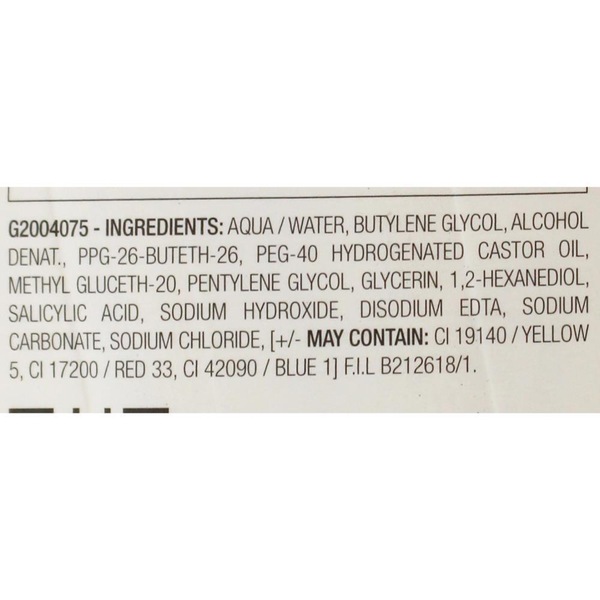 G2004075 - INGREDIENTS: AQUA / WATER, BUTYLENE GLYCOL, ALCOHOL
DENAT., PPG-26-BUTETH-26, PEG-40 HYDROGENATED CASTOR OIL,
METHYL GLUCETH-20, PENTYLENE GLYCOL, GLYCERIN, 1,2-HEXANEDIOL,
SALICYLIC ACID, SODIUM HYDROXIDE, DISODIUM EDTA, SODIUM
CARBONATE, SODIUM CHLORIDE, [+/- MAY CONTAIN: CI 19140 / YELLOW
5, CI 17200 / RED 33, CI 42090 / BLUE 1] F.I.L B212618/1.